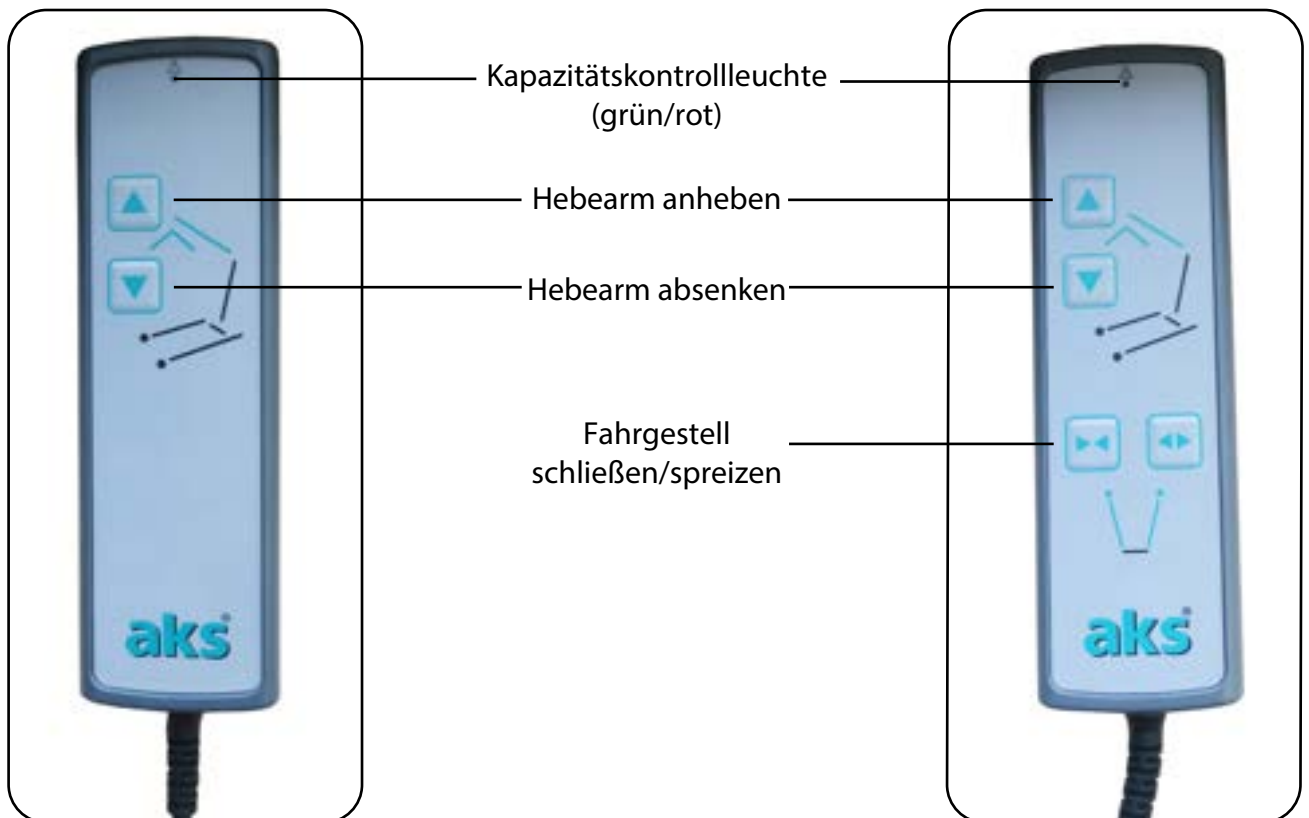 Kapazitätskontrollleuchte
(grün/rot)
Hebearm anheben
Hebearm absenken
Fahrgestell
schließen/spreizen
aks
aks